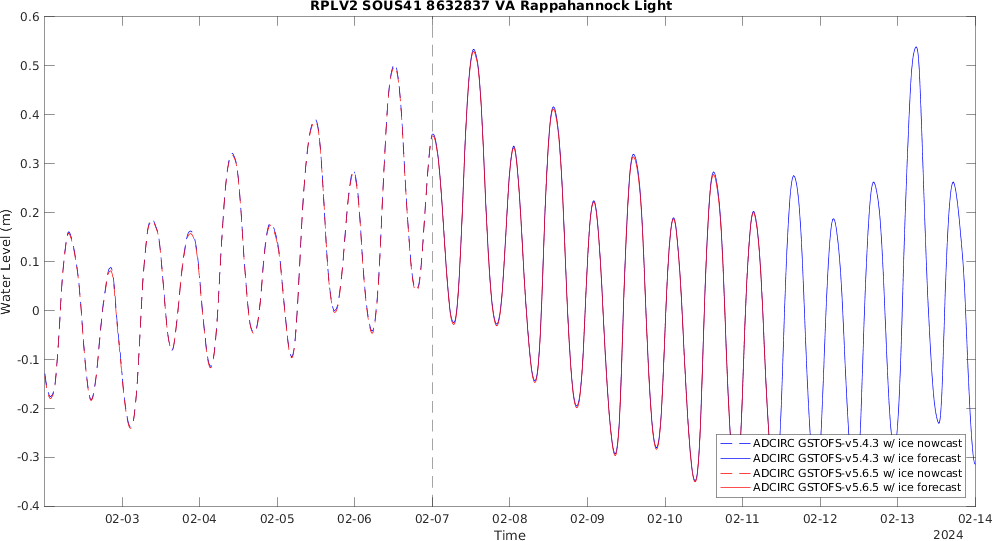 RPLV2 SOUS41 8632837 VA Rappahannock Light
0.6
0.5
0.4
0.3
0.2
0.1
0
-0.1
-0.2
-0.3
-0.4
Water Level (m)
ADCIRC GSTOFS-v5.4.3 w/ ice nowcast
ADCIRC GSTOFS-v5.4.3 w/ ice forecast
ADCIRC GSTOFS-v5.6.5 w/ ice nowcast
ADCIRC GSTOFS-v5.6.5 w/ ice forecast
02-03 02-04 02-05 02-06 02-07 02-08 02-09 02-10 02-11 02-12 02-13 02-14
Time
2024